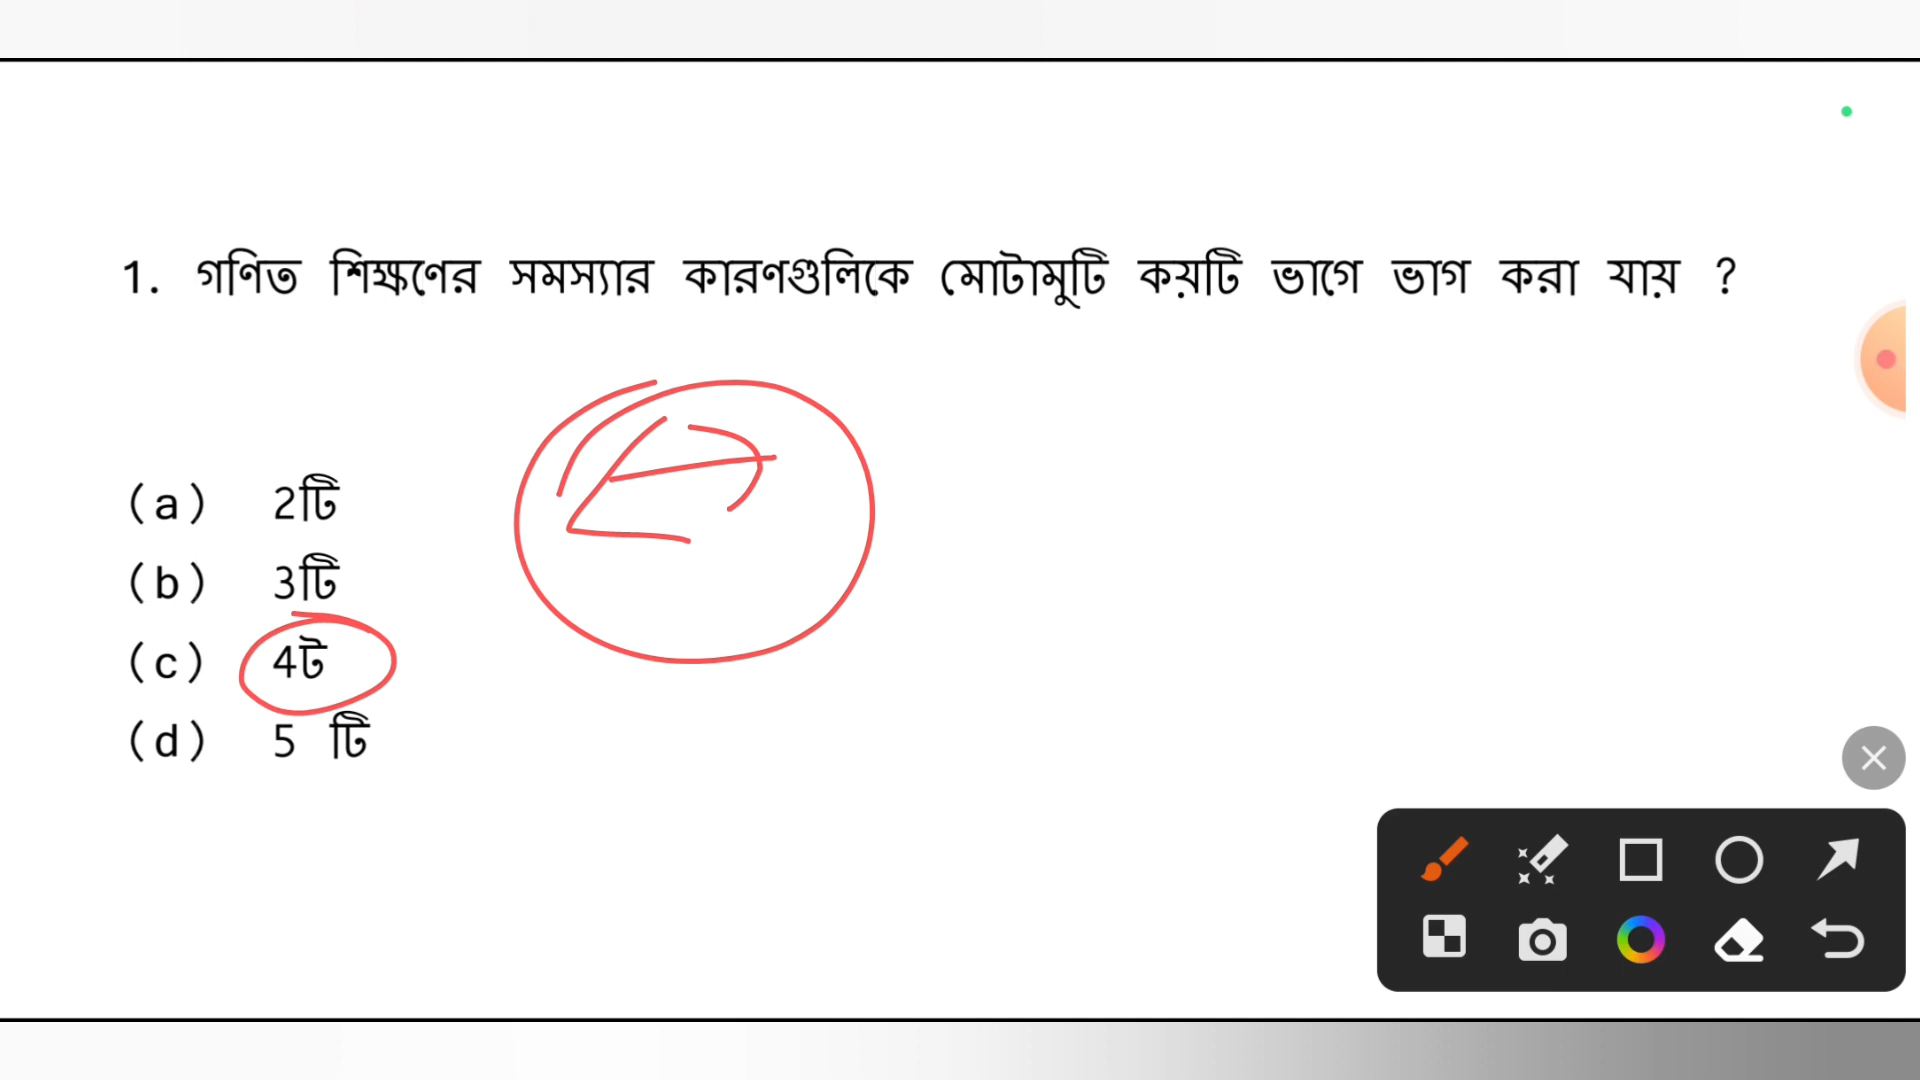 1. গণিত শিক্ষণের সমস্যার কারণগুলিকে মোটামুটি কয়টি ভাগে ভাগ করা যায় ?
(a) 2টি
(b) 3টি
(c) 4ট
(d) 5 টি